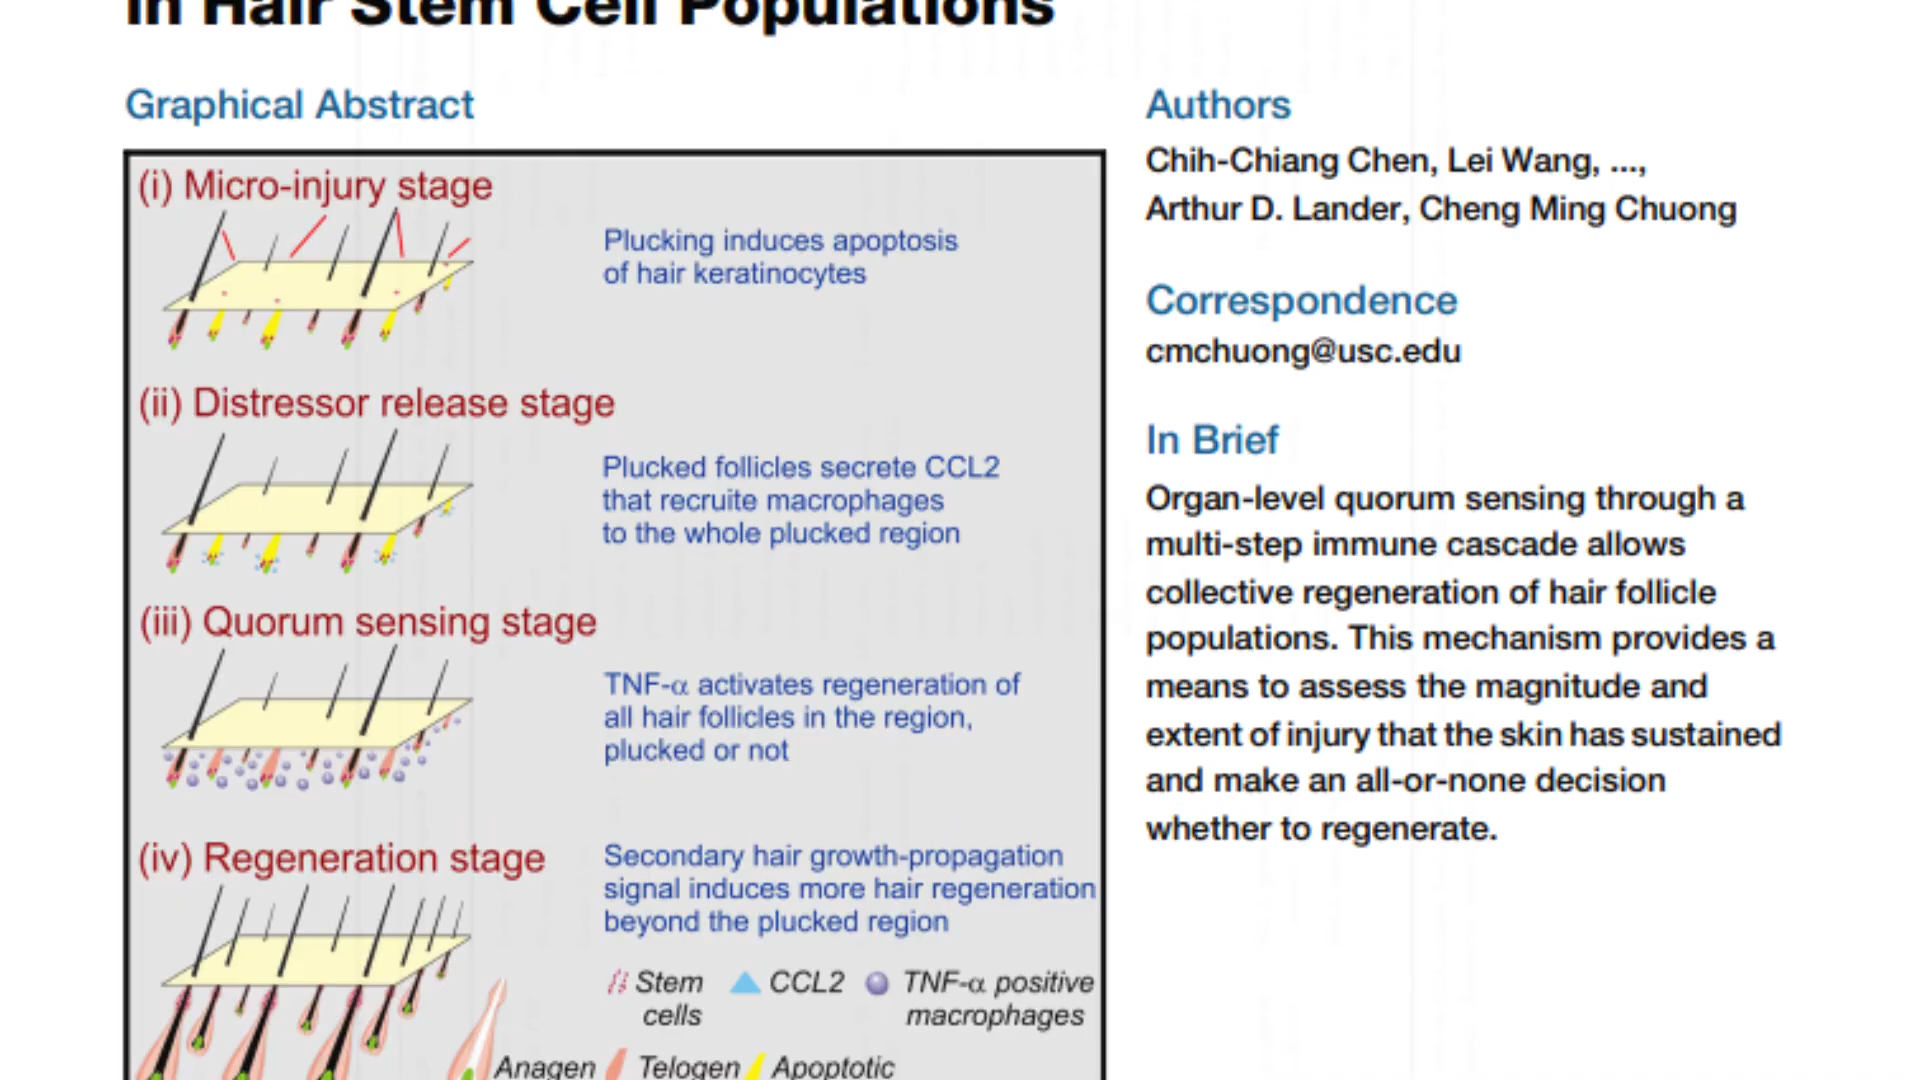 in Hair Stem Cell Populations
Graphical Abstract
(i) Micro-injury stage
Plucking induces apoptosis
of hair keratinocytes
(ii) Distressor release stage
Plucked follicles secrete CCL2
that recruite macrophages
to the whole plucked region
(iii) Quorum sensing stage
TNF-α activates regeneration of
all hair follicles in the region,
plucked or not
(iv) Regeneration stage
Secondary hair growth-propagation
signal induces more hair regeneration
beyond the plucked region
Stem
cells
CCL2
TNF-α positive
macrophages
Anagen
Telogen
Apoptotic
Authors
Chih-Chiang Chen, Lei Wang, ...,
Arthur D. Lander, Cheng Ming Chuong
Correspondence
cmchuong@usc.edu
In Brief
Organ-level quorum sensing through a
multi-step immune cascade allows
collective regeneration of hair follicle
populations. This mechanism provides a
means to assess the magnitude and
extent of injury that the skin has sustained
and make an all-or-none decision
whether to regenerate.